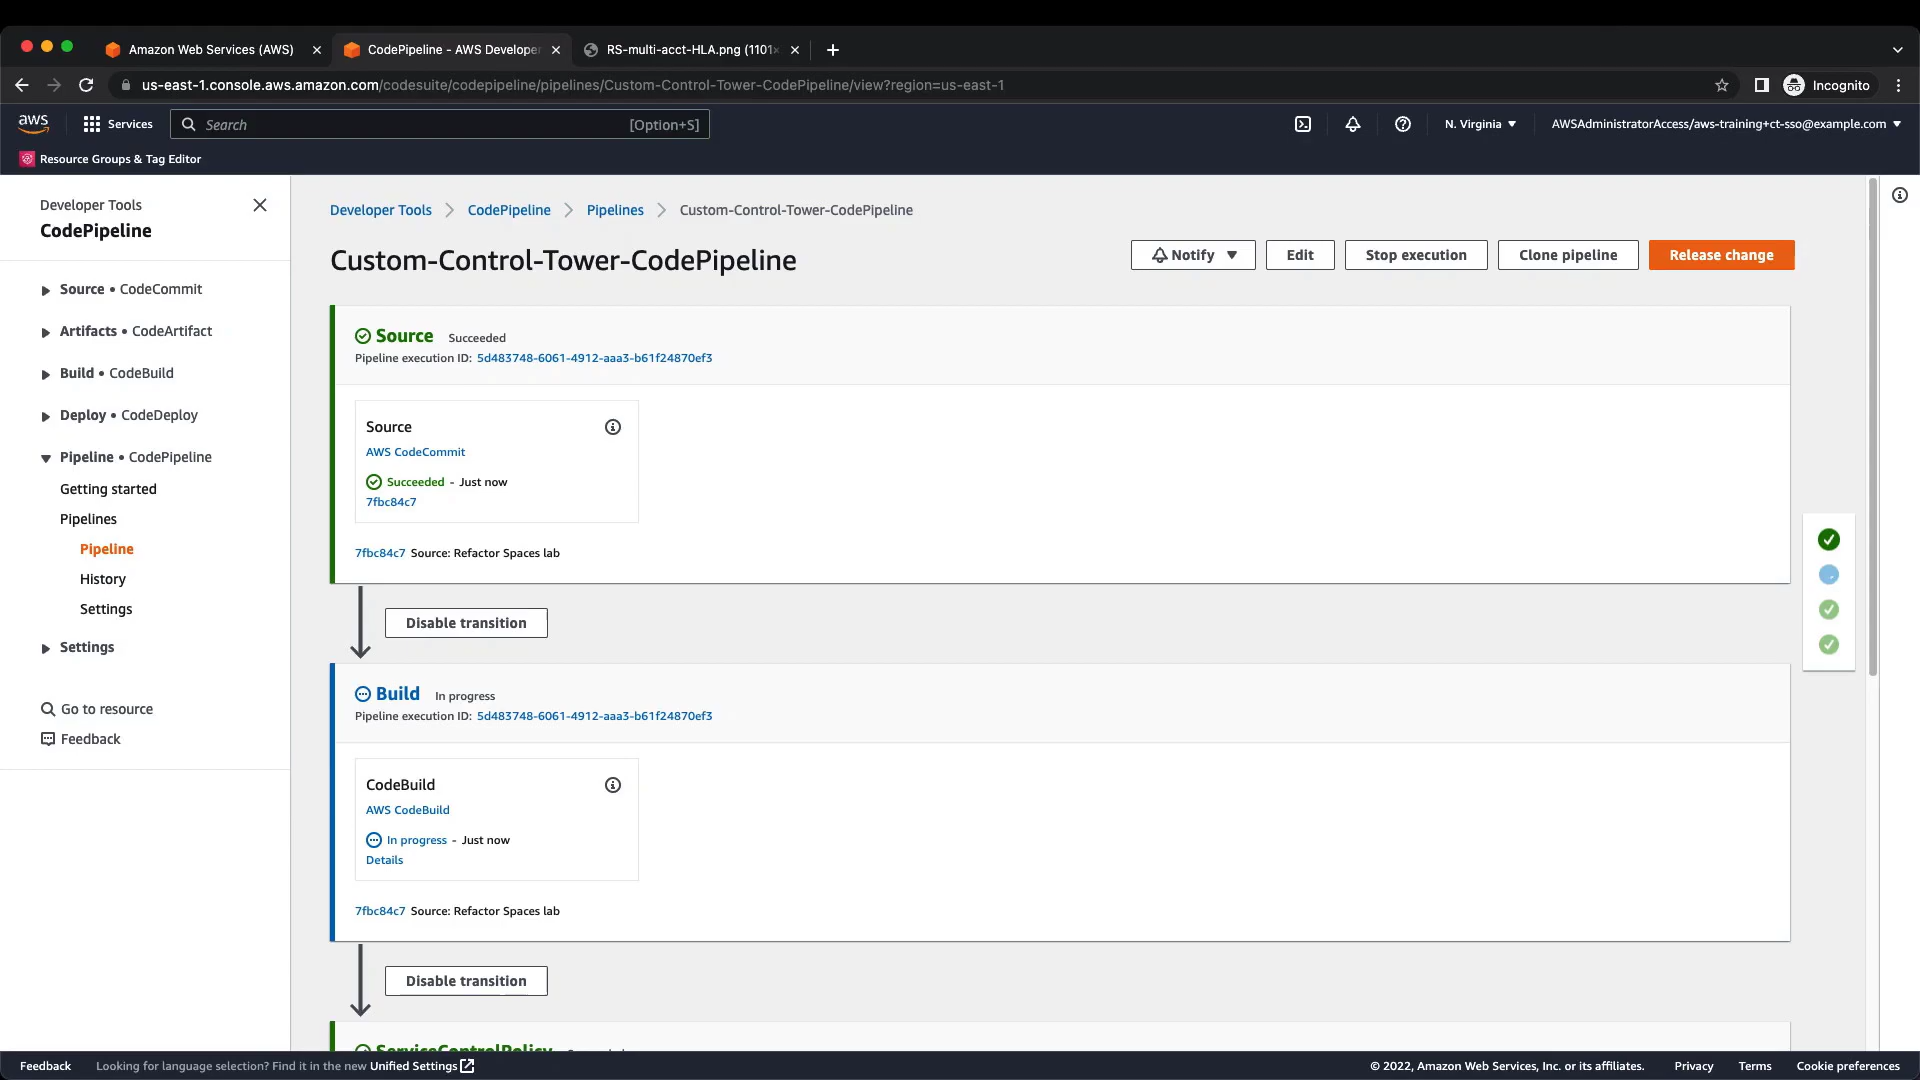 Amazon Web Services (AWS)
CodePipeline - AWS Developer
RS-multi-acct-HLA.png (1101×
us-east-1.console.aws.amazon.com/codesuite/codepipeline/pipelines/Custom-Control-Tower-CodePipeline/view?region=us-east-1
Incognito
aws
Services
Search
[Option+S]
N. Virginia
AWSAdministratorAccess/aws-training+ct-sso@example.com
Resource Groups & Tag Editor
Developer Tools
CodePipeline
Source • CodeCommit
Artifacts • CodeArtifact
Build • CodeBuild
Deploy • CodeDeploy
Pipeline • CodePipeline
Getting started
Pipelines
Pipeline
History
Settings
Settings
Go to resource
Feedback
Developer Tools
CodePipeline
Pipelines
Custom-Control-Tower-CodePipeline
Custom-Control-Tower-CodePipeline
Notify
Edit
Stop execution
Clone pipeline
Release change
Source Succeeded
Pipeline execution ID: 5d483748-6061-4912-aaa3-b61f24870ef3
Source
AWS CodeCommit
Succeeded - Just now
7fbc84c7
7fbc84c7 Source: Refactor Spaces lab
Disable transition
Build In progress
Pipeline execution ID: 5d483748-6061-4912-aaa3-b61f24870ef3
CodeBuild
AWS CodeBuild
In progress - Just now
Details
7fbc84c7 Source: Refactor Spaces lab
Disable transition
ServiceControlPolicy
Feedback
Looking for language selection? Find it in the new Unified Settings
© 2022, Amazon Web Services, Inc. or its affiliates.
Privacy
Terms
Cookie preferences